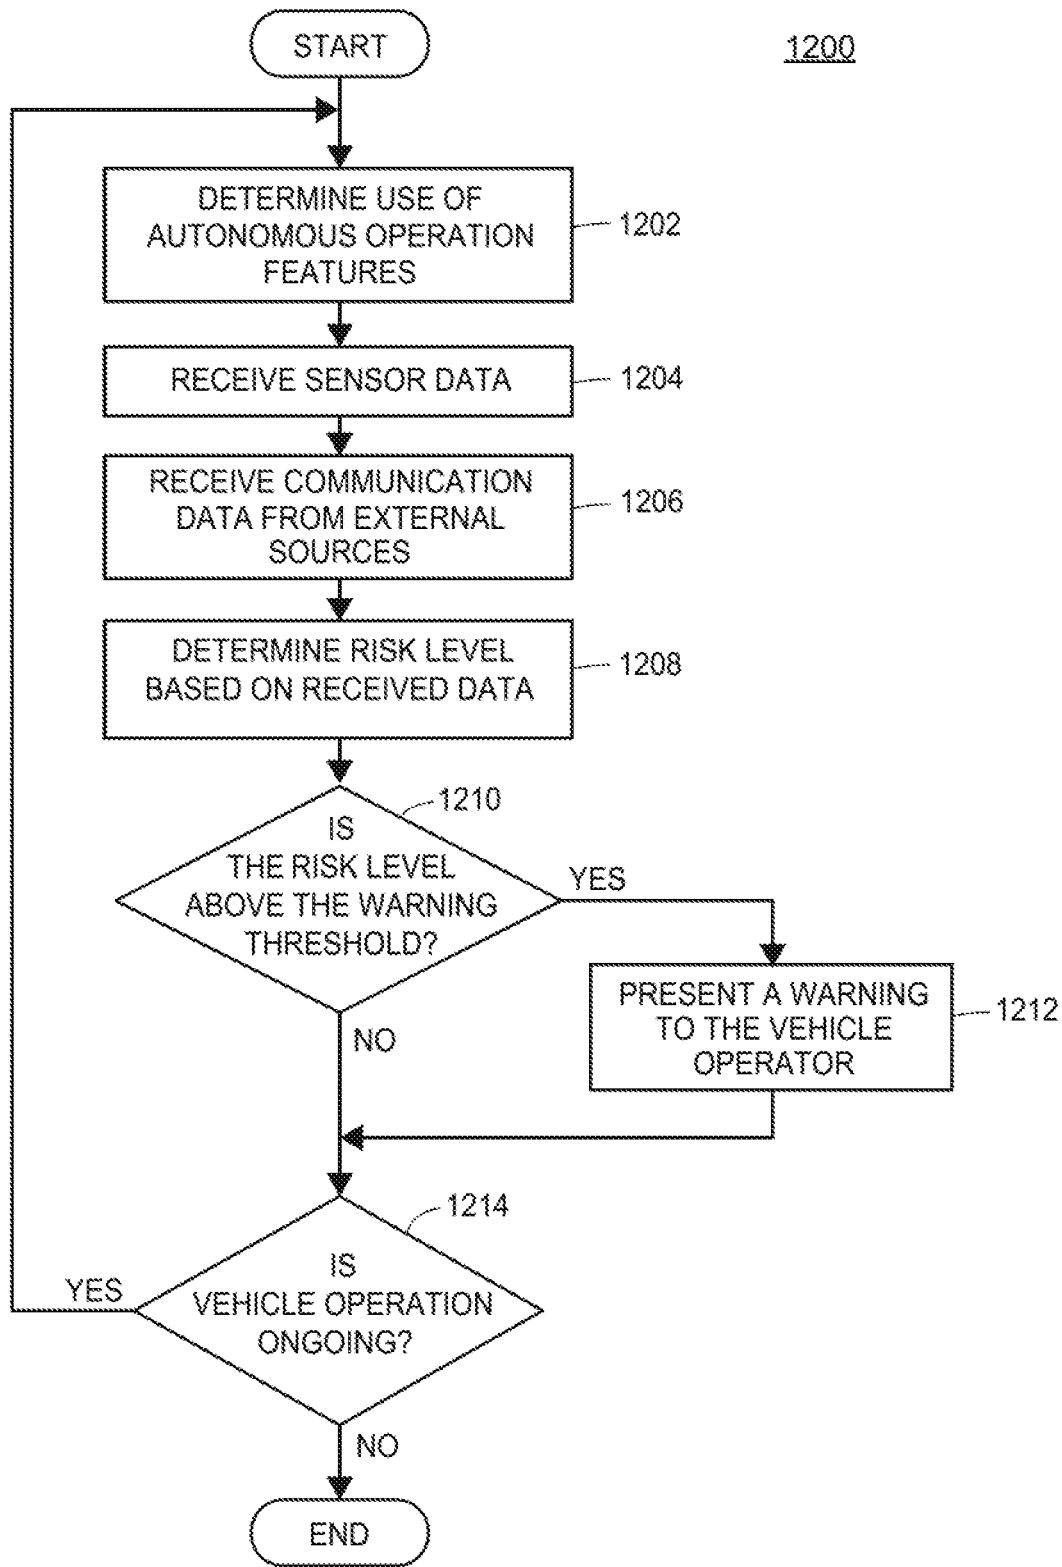 START
1200
DETERMINE USE OF
AUTONOMOUS OPERATION
FEATURES
1202
RECEIVE SENSOR DATA
1204
RECEIVE COMMUNICATION
DATA FROM EXTERNAL
SOURCES
1206
DETERMINE RISK LEVEL
BASED ON RECEIVED DATA
1208
1210
IS
THE RISK LEVEL
ABOVE THE WARNING
THRESHOLD?
YES
PRESENT A WARNING
TO THE VEHICLE
OPERATOR
1212
NO
1214
IS
VEHICLE OPERATION
ONGOING?
YES
NO
END